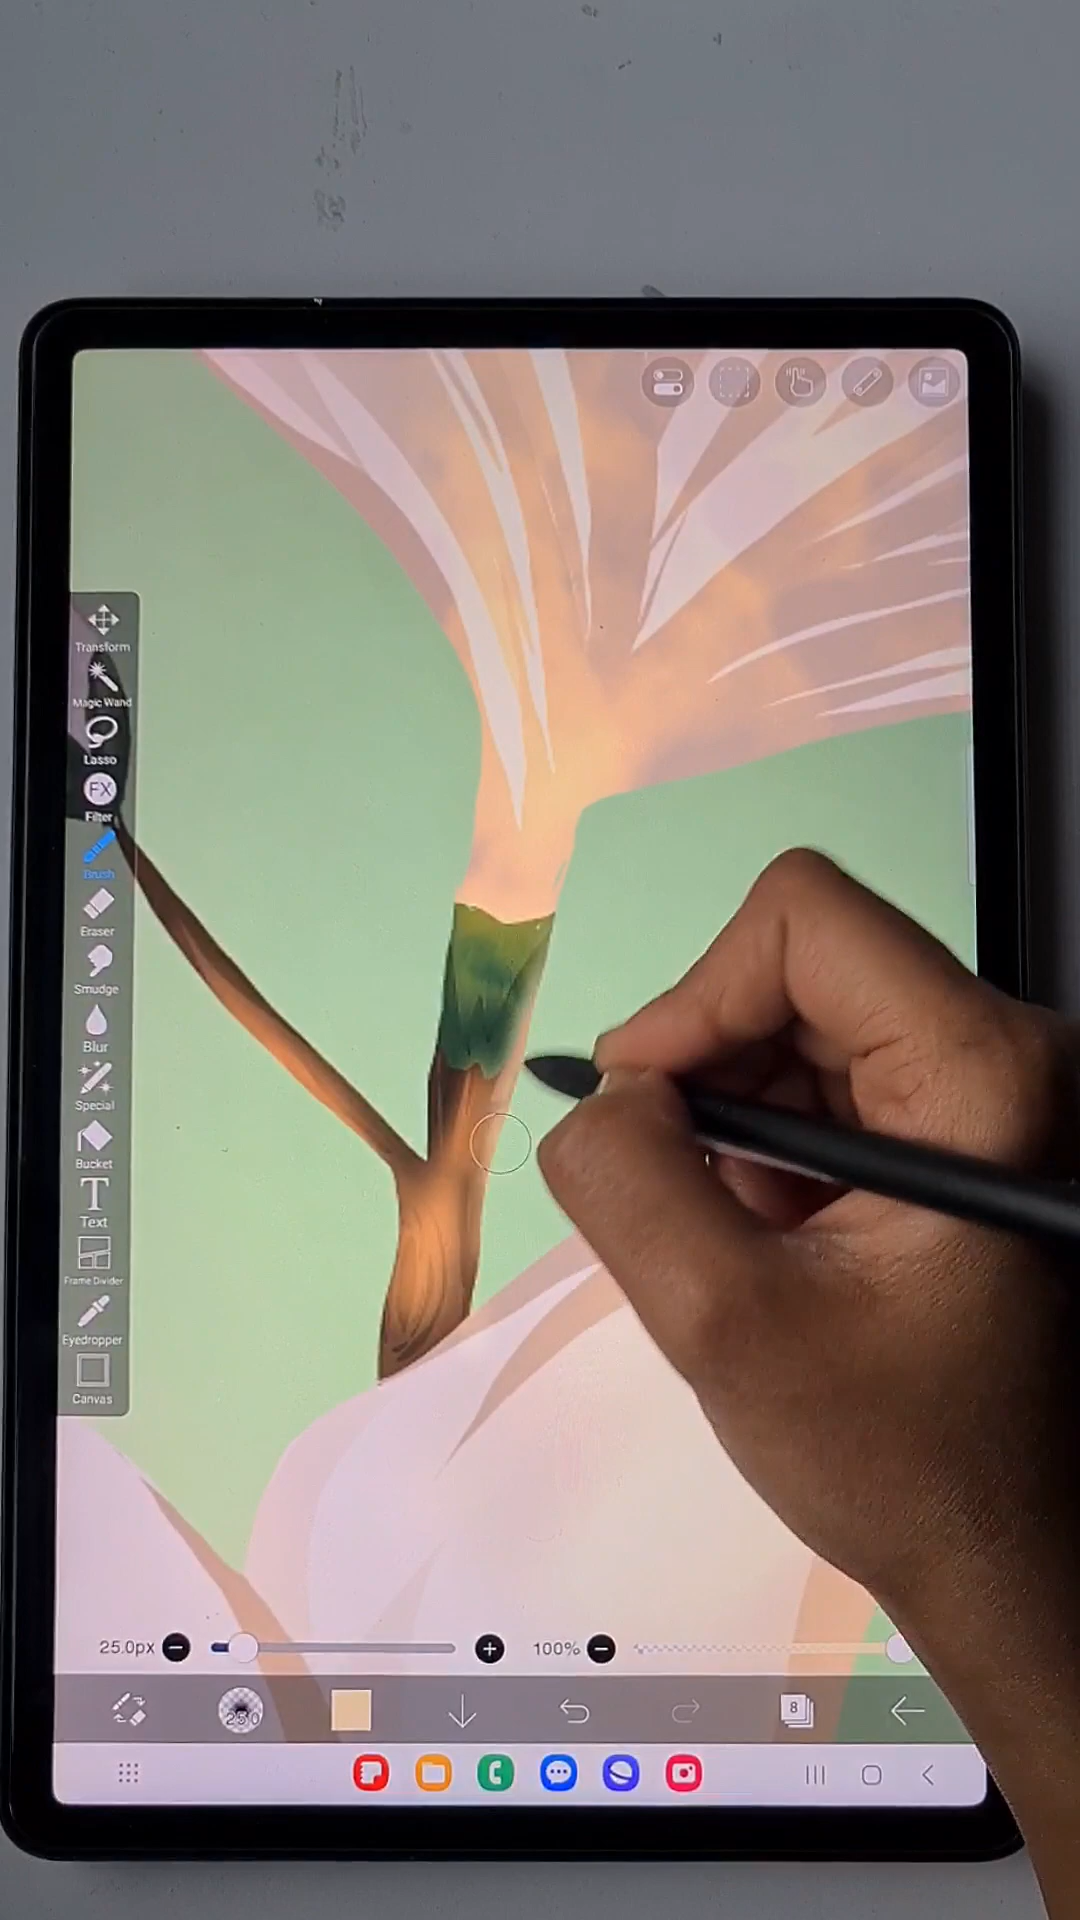 Transform
Magic Wand
Lasso
FX
Filter
Brush
Eraser
Smudge
Blur
Special
Bucket
T
Text
Frame Divider
Eyedropper
Canvas
25.0px
100%
250
8